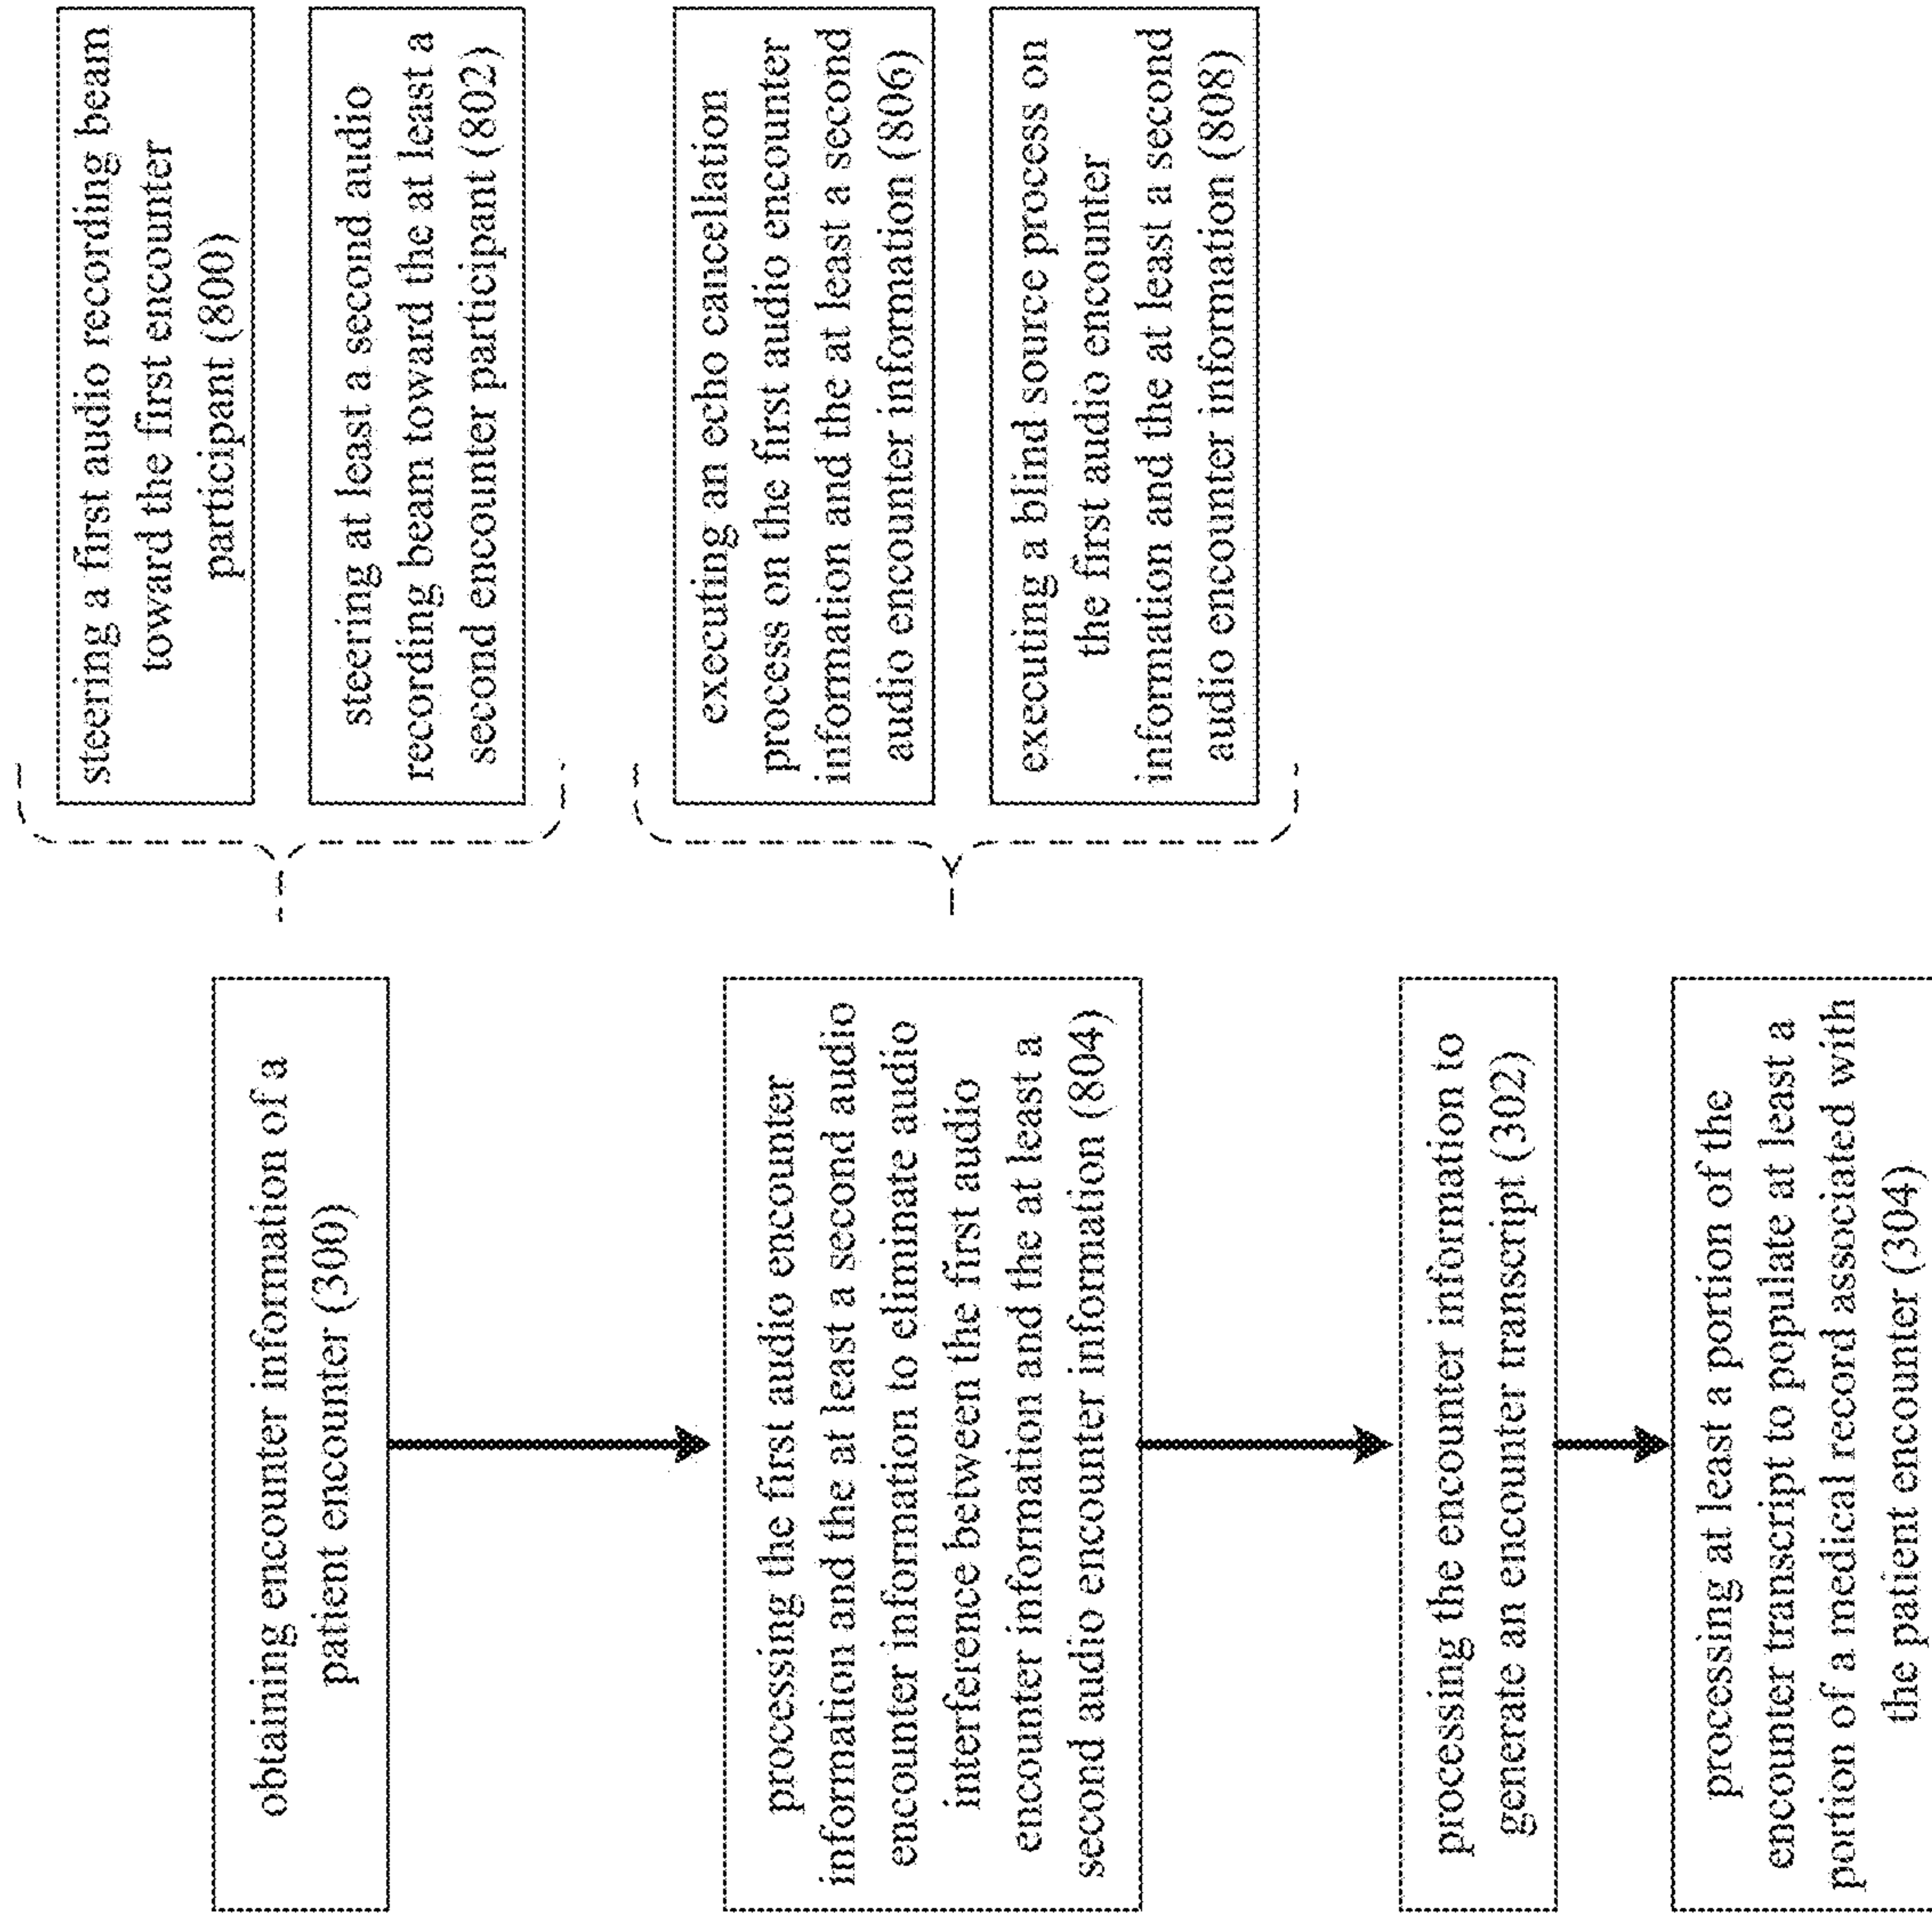 obtaining encounter information of a
patient encounter (300)
steering a first audio recording beam
toward the first encounter
participant (800)
steering at least a second audio
recording beam toward the at least a
second encounter participant (802)
processing the first audio encounter
information and the at least a second audio
encounter information to eliminate audio
interference between the first audio
encounter information and the at least a
second audio encounter information (804)
executing an echo cancellation
process on the first audio encounter
information and the at least a second
audio encounter information (806)
executing a blind source process on
the first audio encounter
information and the at least a second
audio encounter information (808)
processing the encounter information to
generate an encounter transcript (302)
processing at least a portion of the
encounter transcript to populate at least a
portion of a medical record associated with
the patient encounter (304)